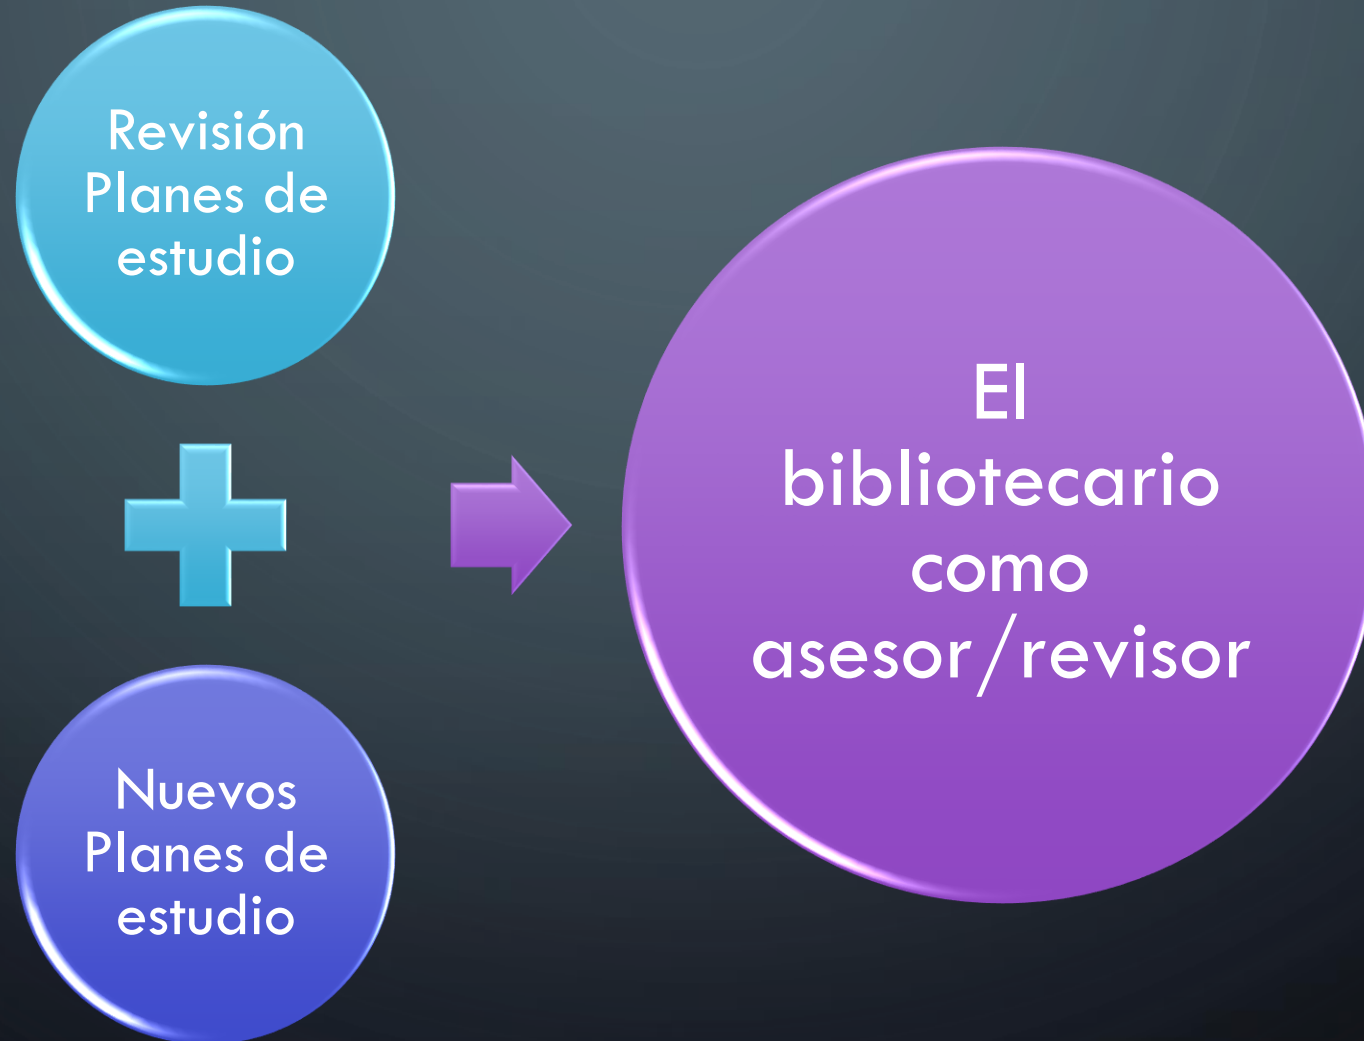 Revisión
Planes de
estudio
Nuevos
Planes de
estudio
El
bibliotecario
como
asesor/revisor